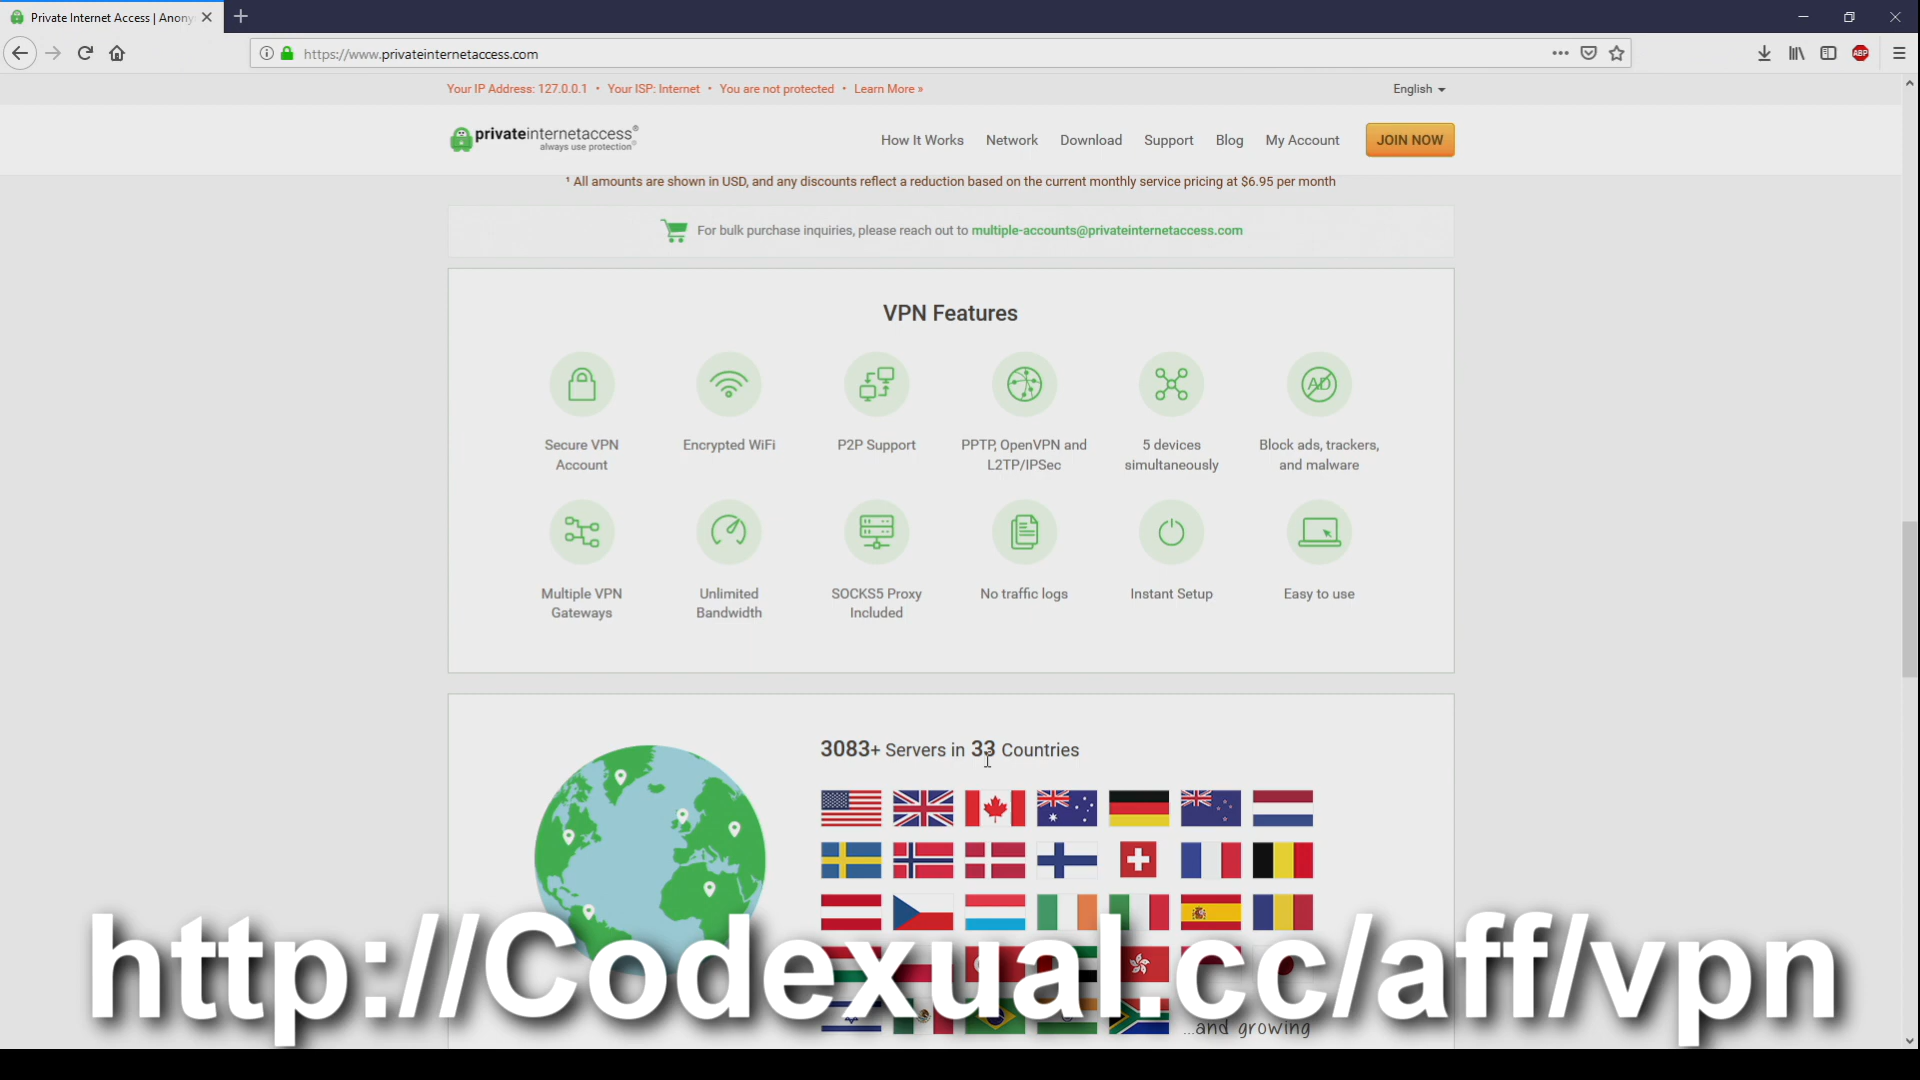 Private Internet Access | Anony
https://www.privateinternetaccess.com
ABP
Your IP Address: 127.0.0.1 • Your ISP: Internet • You are not protected • Learn More »
English
privateinternetaccess®
always use protection
How It Works
Network
Download
Support
Blog
My Account
JOIN NOW
¹ All amounts are shown in USD, and any discounts reflect a reduction based on the current monthly service pricing at $6.95 per month
For bulk purchase inquiries, please reach out to multiple-accounts@privateinternetaccess.com
VPN Features
AD
Secure VPN
Account
Encrypted WiFi
P2P Support
PPTP, OpenVPN and
L2TP/IPSec
5 devices
simultaneously
Block ads, trackers,
and malware
Multiple VPN
Gateways
Unlimited
Bandwidth
SOCKS5 Proxy
Included
No traffic logs
Instant Setup
Easy to use
3083+ Servers in 33 Countries
http://Codexual.cc/aff/vpn
...and growing